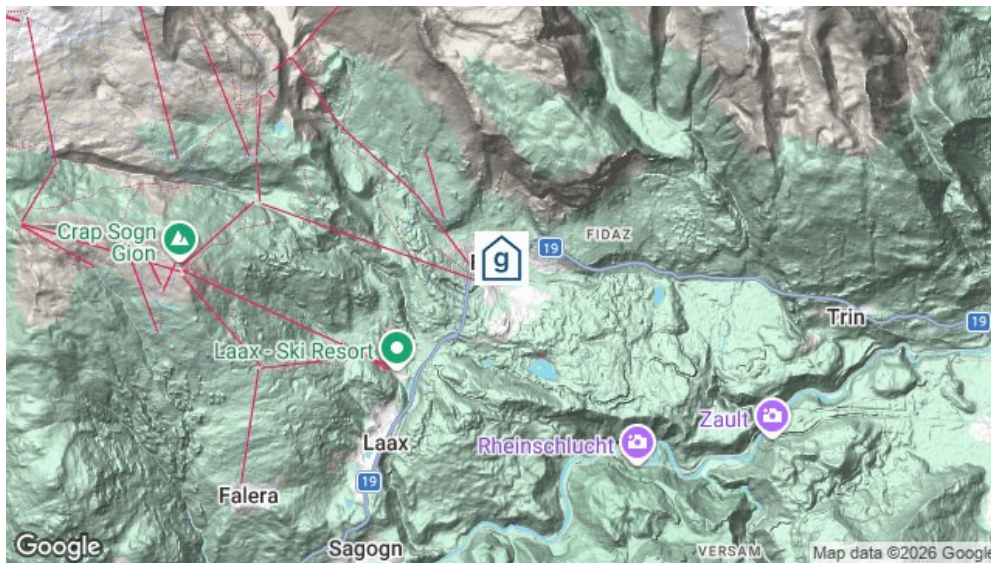 19
FIDAZ
Crap Sogn
Gion
g
19
Trin
Laax - Ski Resort
Zault
Rheinschlucht
Laax
19
Falera
Sagogn
VERSAM
Google
Map data ©2026 Google